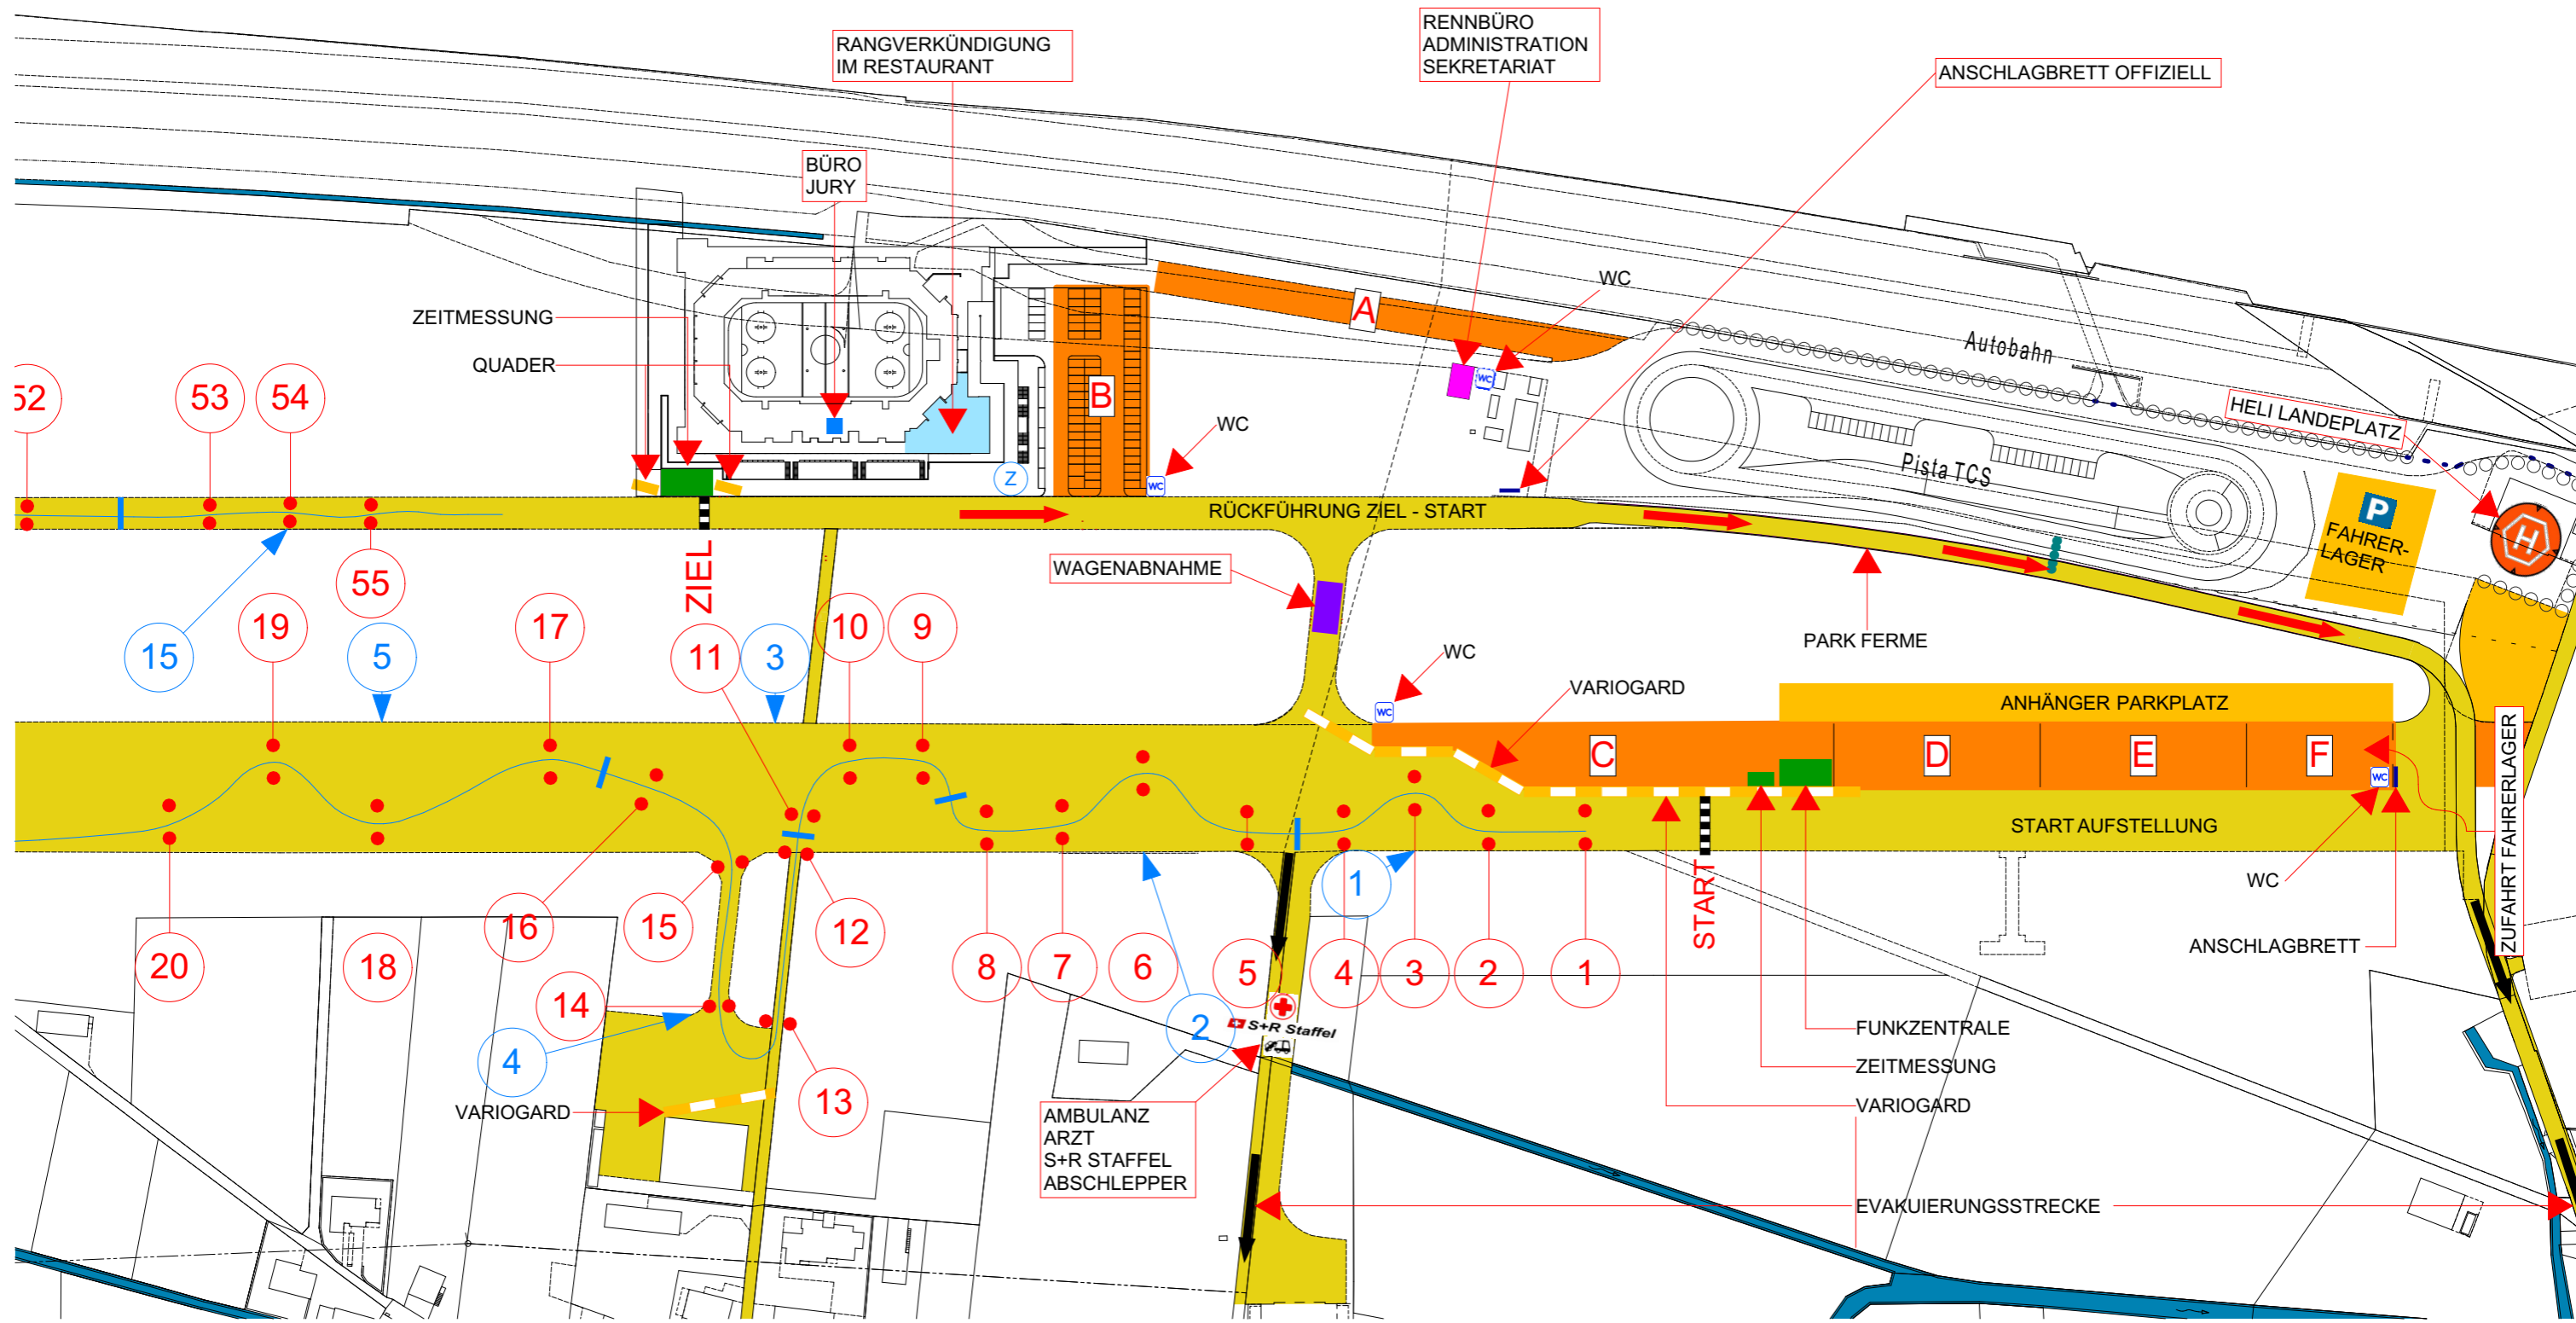 RENNBÜRO
ADMINISTRATION
SEKRETARIAT
RANGVERKÜNDIGUNG
IM RESTAURANT
ANSCHLAGBRETT OFFIZIELL
BÜRO
JURY
WC
ZEITMESSUNG
QUADER
A
Autobahn
52
53
54
B
WC
WC
HELI LANDEPLATZ
Pista TCS
Z
WC
P
FAHRER-
LAGER
H
RÜCKFÜHRUNG ZIEL - START
55
ZIEL
WAGENABNAHME
PARK FERME
15
19
5
17
11
3
10
9
WC
WC
VARIOGARD
ANHÄNGER PARKPLATZ
C
D
E
F
WC
ZUFAHRT FAHRERLAGER
START AUFSTELLUNG
START
1
WC
ANSCHLAGBRETT
20
18
16
15
12
8
7
6
5
4
3
2
1
14
4
2
S+R Staffel
13
VARIOGARD
FUNKZENTRALE
ZEITMESSUNG
VARIOGARD
AMBULANZ
ARZT
S+R STAFFEL
ABSCHLEPPER
EVAKUIERUNGSSTRECKE